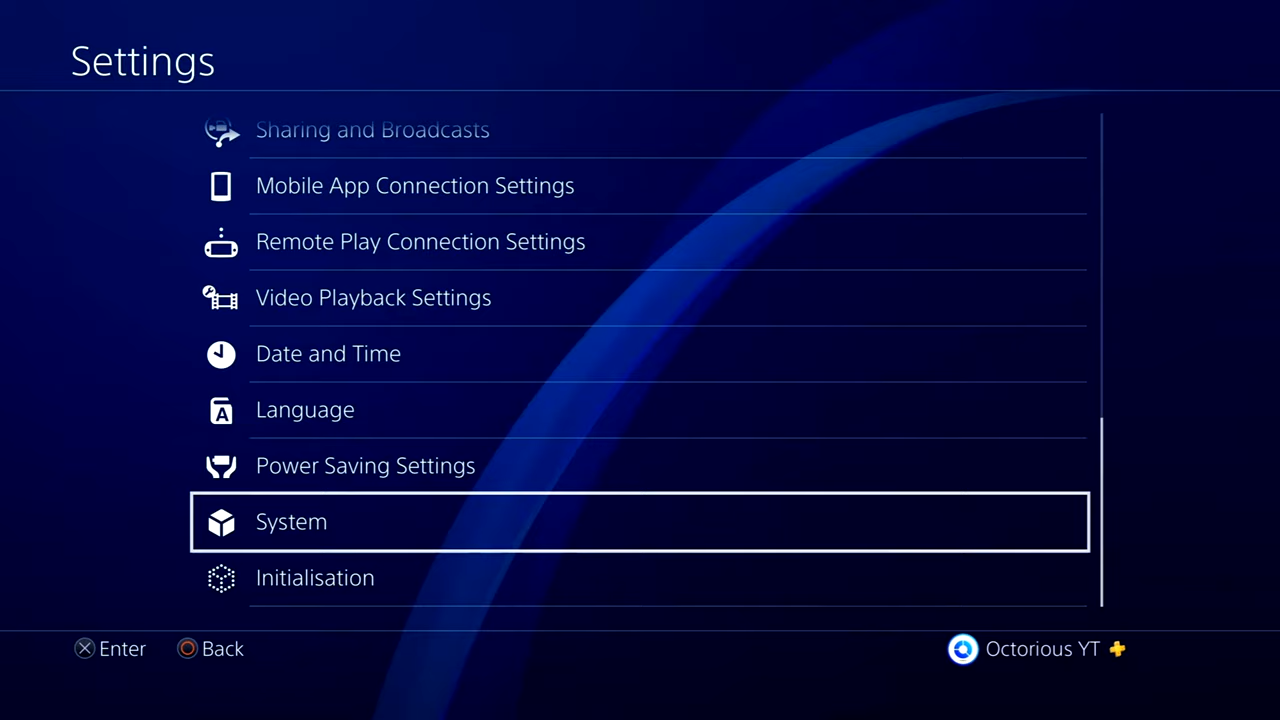 Settings
Sharing and Broadcasts
Mobile App Connection Settings
Remote Play Connection Settings
Video Playback Settings
Date and Time
Language
Power Saving Settings
System
Initialisation
Enter Back Octorious YT